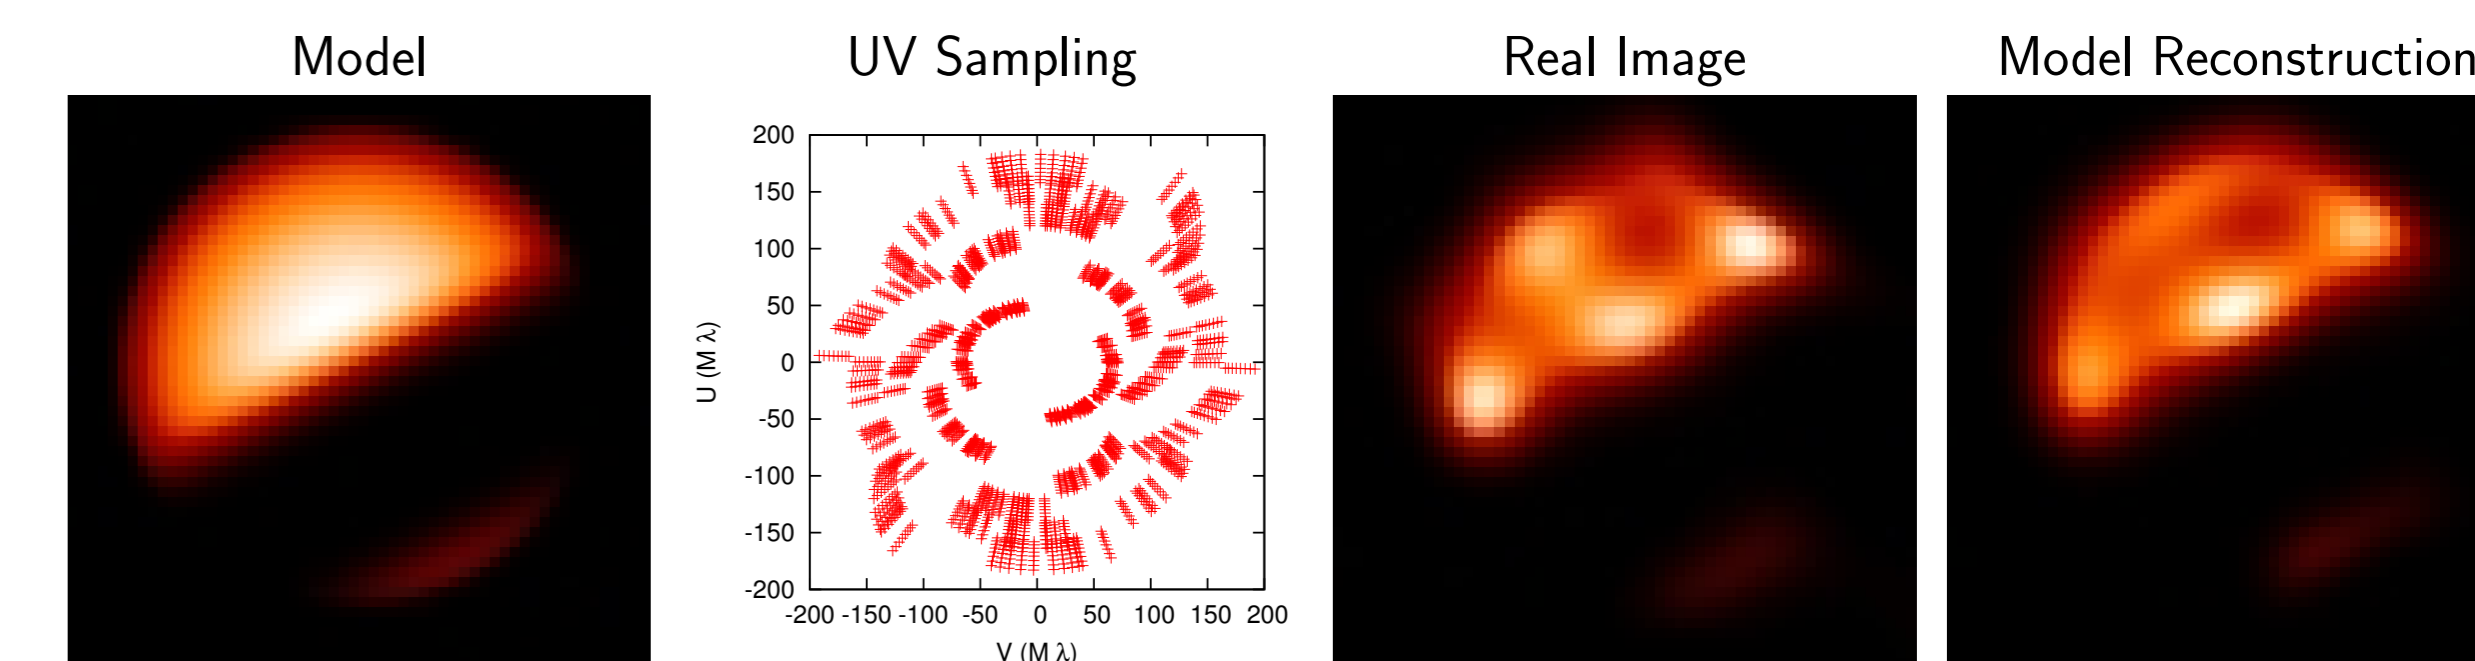 Model
UV Sampling
Real Image
Model Reconstruction
200
150
100
50
0
-50
-100
-150
-200
U (M λ)
-200 -150 -100 -50 0 50 100 150 200
V (M λ)